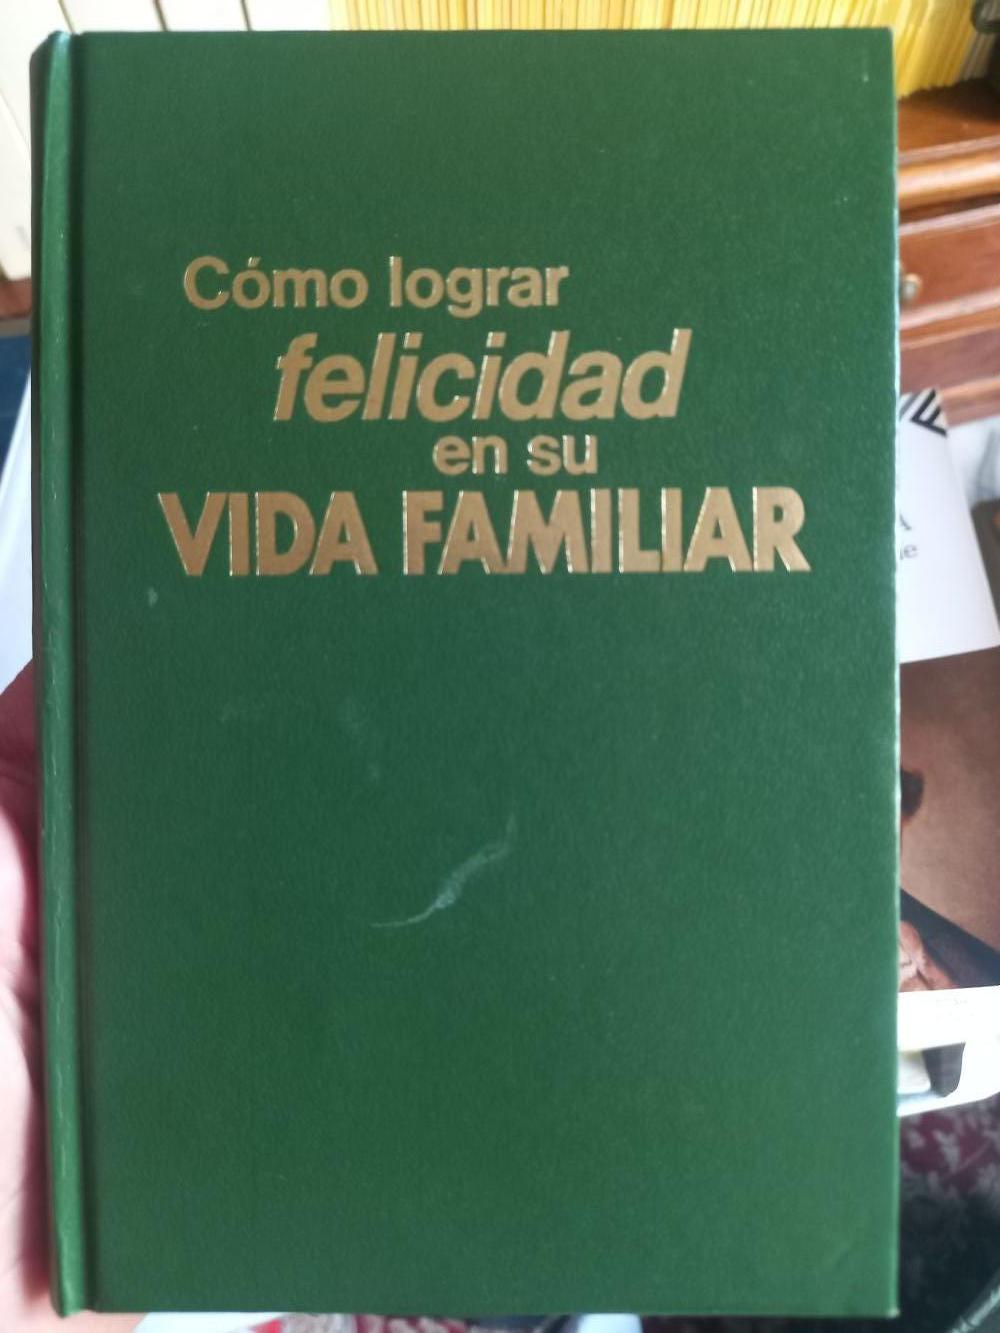 Cómo lograr
felicidad
en su
VIDA FAMILIAR